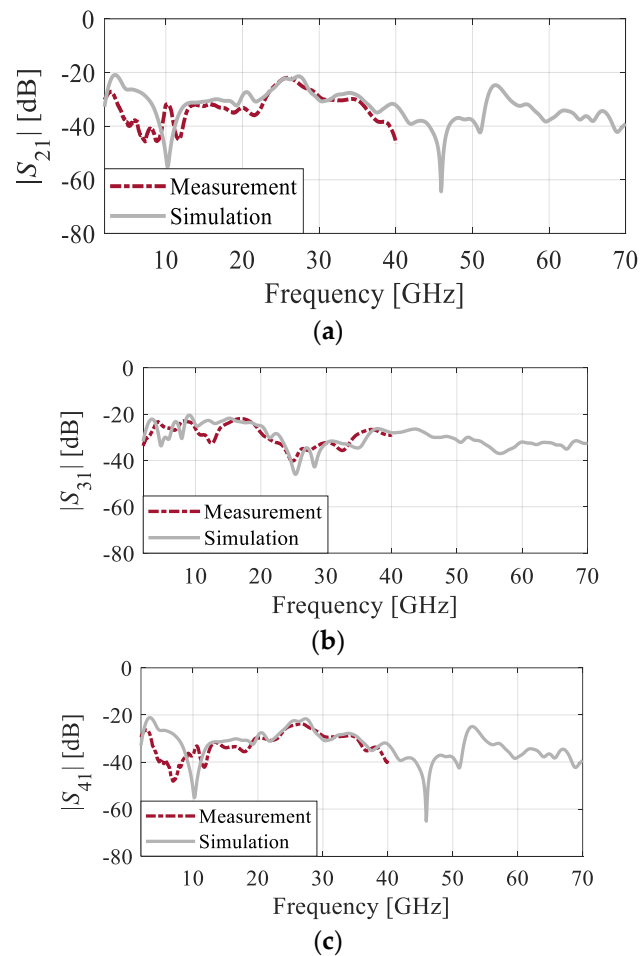 0
-20
-40
-60
-80
|S21| [dB]
Measurement
Simulation
10 20 30 40 50 60 70
Frequency [GHz]
(a)
0
-20
-40
-60
-80
|S31| [dB]
Measurement
Simulation
10 20 30 40 50 60 70
Frequency [GHz]
(b)
0
-20
-40
-60
-80
|S41| [dB]
Measurement
Simulation
10 20 30 40 50 60 70
Frequency [GHz]
(c)